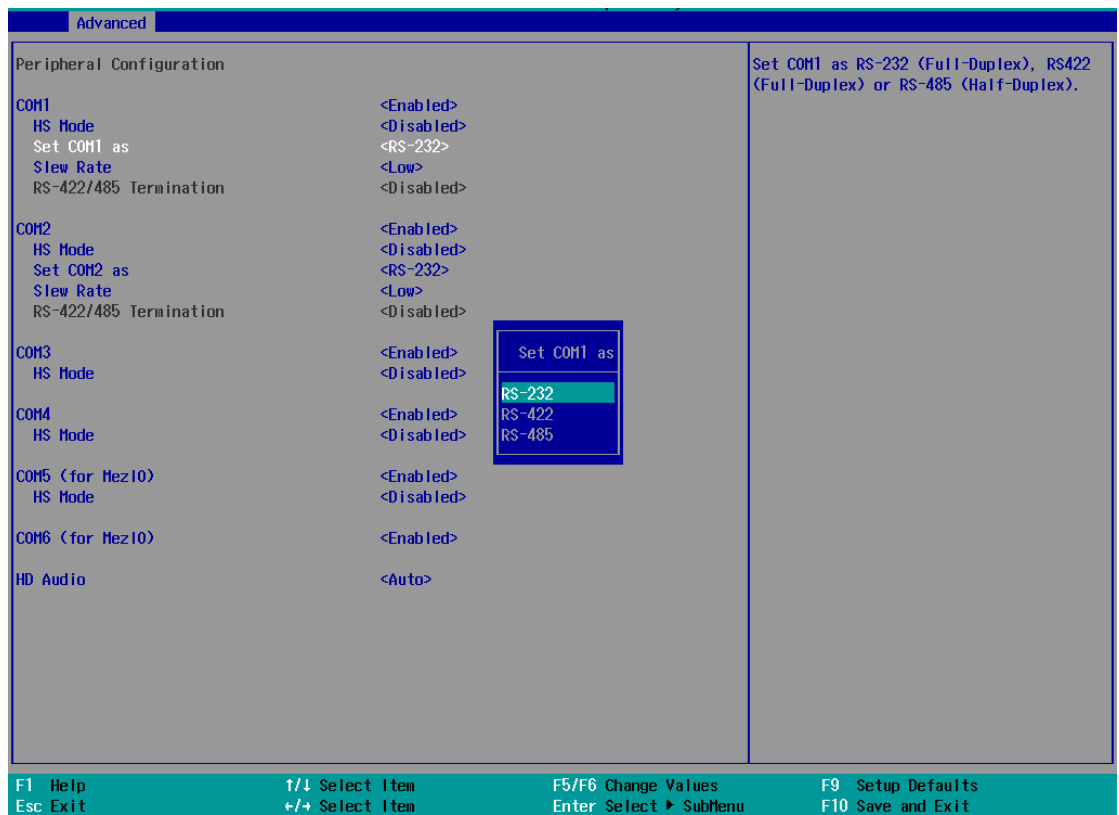 Advanced
Peripheral Configuration
COM1 <Enabled>
HS Mode <Disabled>
Set COM1 as <RS-232>
Slew Rate <Low>
RS-422/485 Termination <Disabled>
COM2 <Enabled>
HS Mode <Disabled>
Set COM2 as <RS-232>
Slew Rate <Low>
RS-422/485 Termination <Disabled>
COM3 <Enabled>
HS Mode <Disabled>
COM4 <Enabled>
HS Mode <Disabled>
COM5 (for MezIO) <Enabled>
HS Mode <Disabled>
COM6 (for MezIO) <Enabled>
HD Audio <Auto>
Set COM1 as
RS-232
RS-422
RS-485
Set COM1 as RS-232 (Full-Duplex), RS422
(Full-Duplex) or RS-485 (Half-Duplex).
F1 Help ↑/↓ Select Item F5/F6 Change Values F9 Setup Defaults
Esc Exit ←/→ Select Item Enter Select ▶ SubMenu F10 Save and Exit